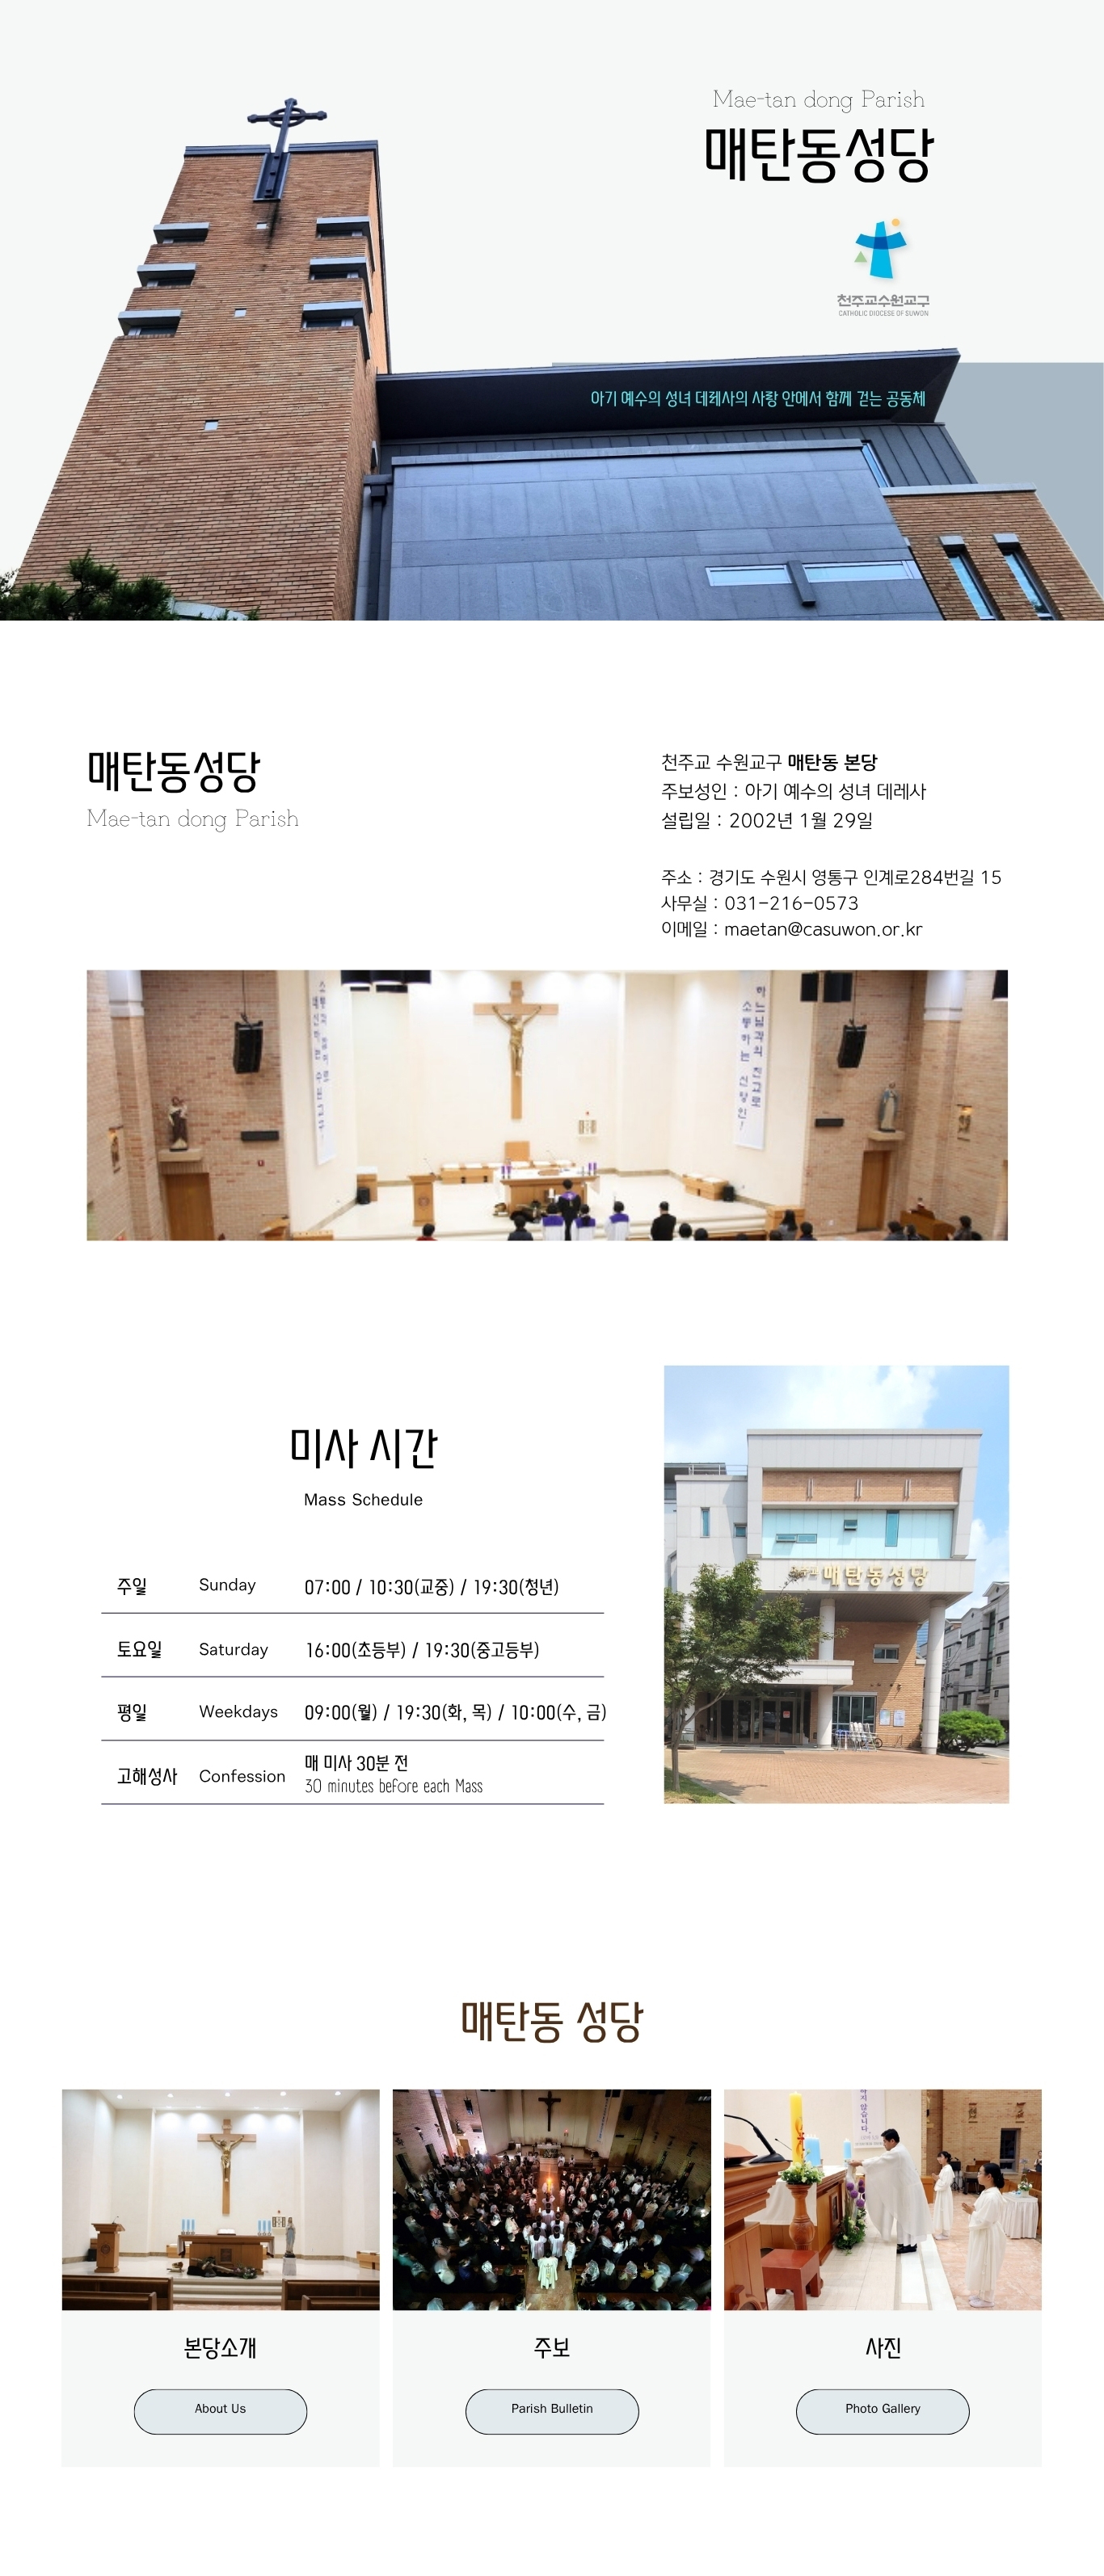 Mae-tan dong Parish
매탄동성당
천주교수원교구
CATHOLIC DIOCESE OF SUWON
아기 예수의 성녀 데레사의 사랑 안에서 함께 걷는 공동체
매탄동성당
Mae-tan dong Parish
천주교 수원교구 매탄동 본당
주보성인 : 아기 예수의 성녀 데레사
설립일 : 2002년 1월 29일
주소 : 경기도 수원시 영통구 인계로284번길 15
사무실 : 031-216-0573
이메일 : maetan@casuwon.or.kr
하느님과의 친교로
소통하는 신앙인!
미사 시간
Mass Schedule
주일 Sunday 07:00 / 10:30(교중) / 19:30(청년)
토요일 Saturday 16:00(초등부) / 19:30(중고등부)
평일 Weekdays 09:00(월) / 19:30(화, 목) / 10:00(수, 금)
고해성사 Confession 매 미사 30분 전
30 minutes before each Mass
매탄동성당
매탄동 성당
지 않습니다.
본당소개
주보
사진
About Us
Parish Bulletin
Photo Gallery